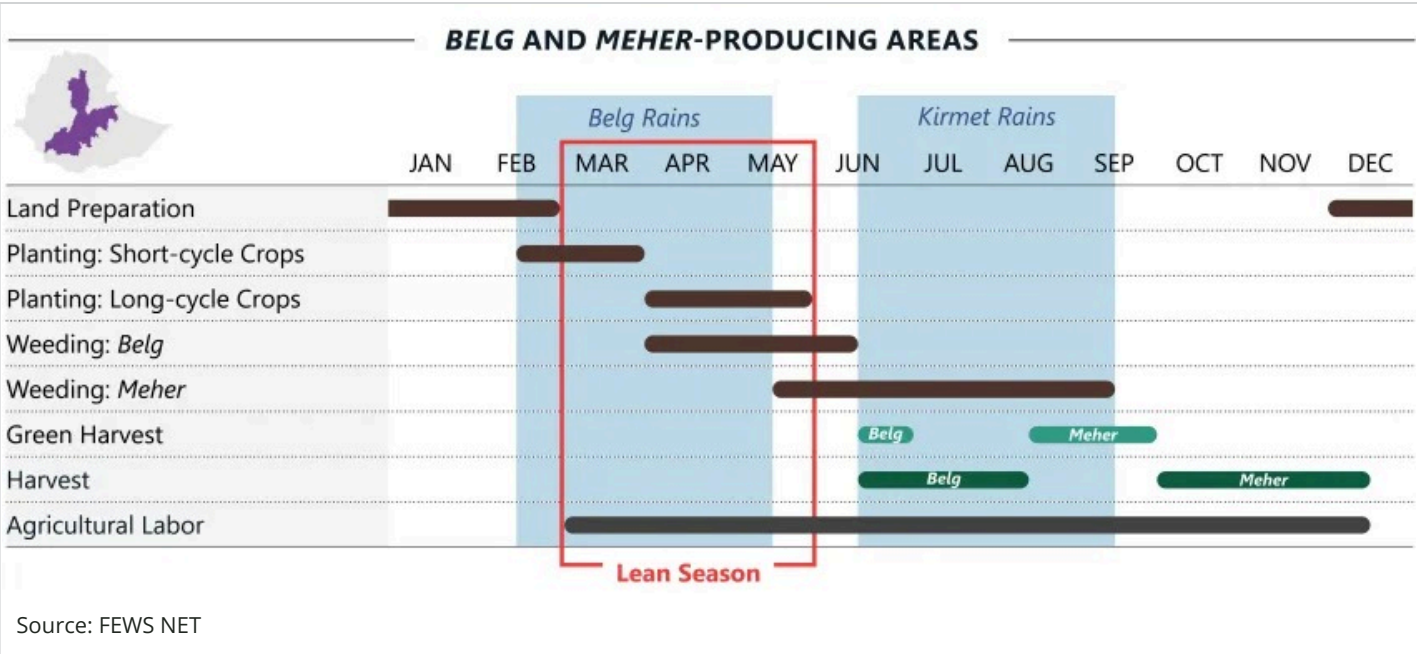 BELG AND MEHER-PRODUCING AREAS
Belg Rains Kirmet Rains
JAN FEB MAR APR MAY JUN JUL AUG SEP OCT NOV DEC
Land Preparation
Planting: Short-cycle Crops
Planting: Long-cycle Crops
Weeding: Belg
Weeding: Meher
Green Harvest Belg Meher
Harvest Belg Meher
Agricultural Labor
Lean Season
Source: FEWS NET